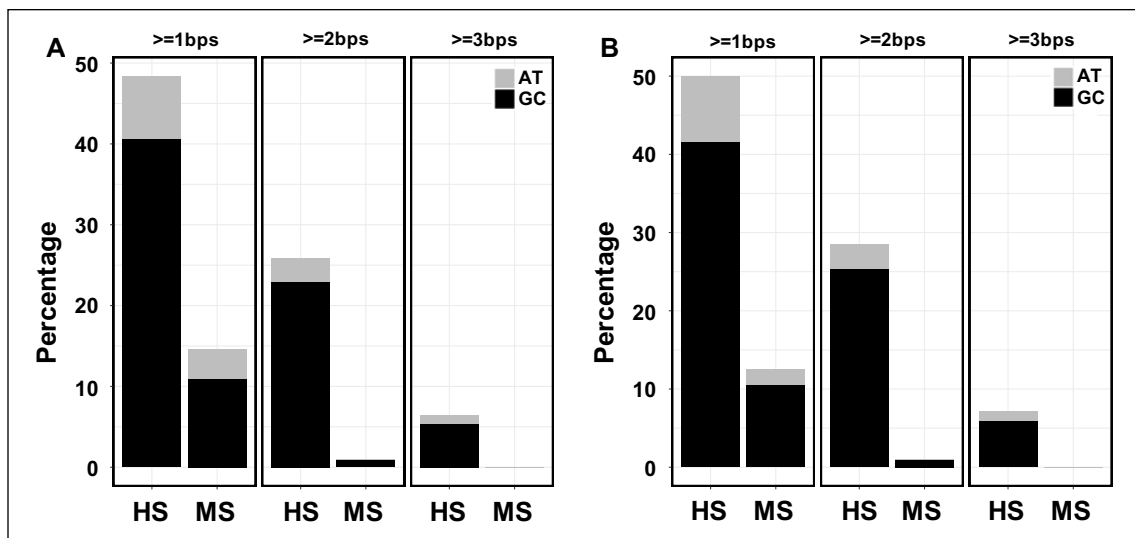 A
>=1bps
>=2bps
>=3bps
AT
GC
Percentage
50
40
30
20
10
0
HS MS
HS MS
HS MS
B
>=1bps
>=2bps
>=3bps
AT
GC
Percentage
50
40
30
20
10
0
HS MS
HS MS
HS MS